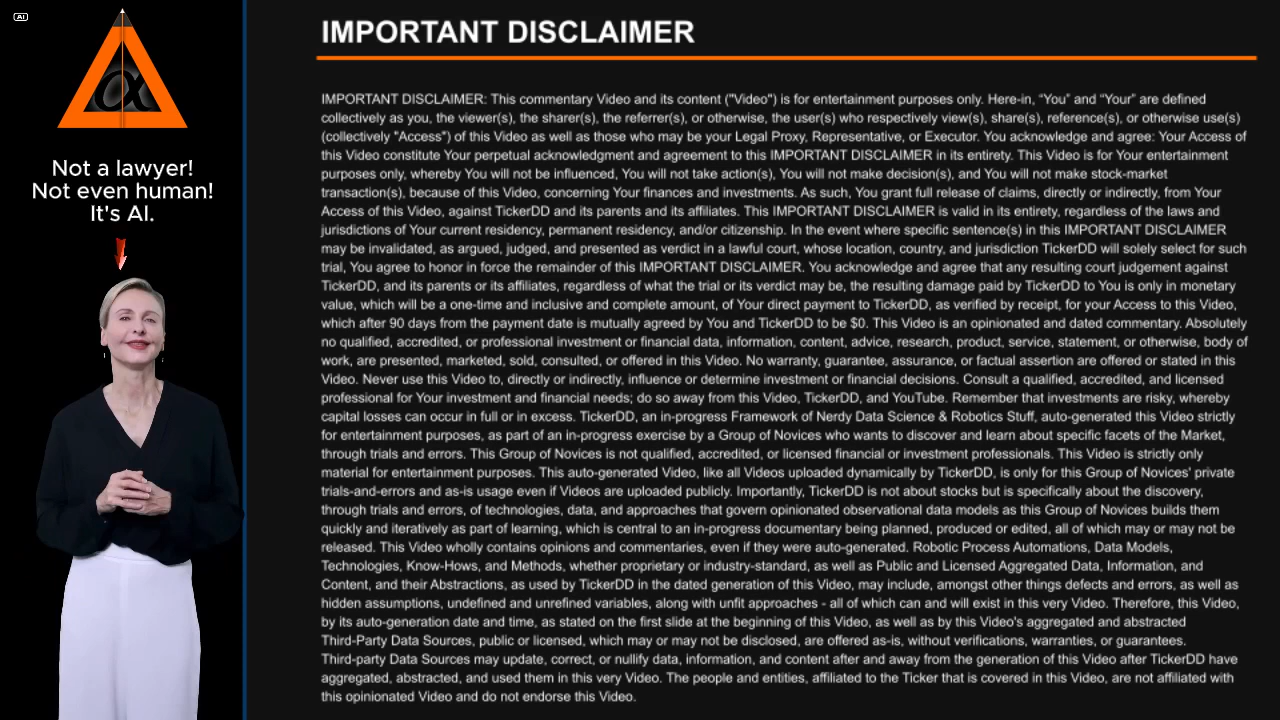 AI
α
Not a lawyer!
Not even human!
It's AI.
IMPORTANT DISCLAIMER
IMPORTANT DISCLAIMER: This commentary Video and its content ("Video") is for entertainment purposes only. Here-in, “You” and “Your” are defined
collectively as you, the viewer(s), the sharer(s), the referrer(s), or otherwise, the user(s) who respectively view(s), share(s), reference(s), or otherwise use(s)
(collectively "Access") of this Video as well as those who may be your Legal Proxy, Representative, or Executor. You acknowledge and agree: Your Access of
this Video constitute Your perpetual acknowledgment and agreement to this IMPORTANT DISCLAIMER in its entirety. This Video is for Your entertainment
purposes only, whereby You will not be influenced, You will not take action(s), You will not make decision(s), and You will not make stock-market
transaction(s), because of this Video, concerning Your finances and investments. As such, You grant full release of claims, directly or indirectly, from Your
Access of this Video, against TickerDD and its parents and its affiliates. This IMPORTANT DISCLAIMER is valid in its entirety, regardless of the laws and
jurisdictions of Your current residency, permanent residency, and/or citizenship. In the event where specific sentence(s) in this IMPORTANT DISCLAIMER
may be invalidated, as argued, judged, and presented as verdict in a lawful court, whose location, country, and jurisdiction TickerDD will solely select for such
trial, You agree to honor in force the remainder of this IMPORTANT DISCLAIMER. You acknowledge and agree that any resulting court judgement against
TickerDD, and its parents or its affiliates, regardless of what the trial or its verdict may be, the resulting damage paid by TickerDD to You is only in monetary
value, which will be a one-time and inclusive and complete amount, of Your direct payment to TickerDD, as verified by receipt, for your Access to this Video,
which after 90 days from the payment date is mutually agreed by You and TickerDD to be $0. This Video is an opinionated and dated commentary. Absolutely
no qualified, accredited, or professional investment or financial data, information, content, advice, research, product, service, statement, or otherwise, body of
work, are presented, marketed, sold, consulted, or offered in this Video. No warranty, guarantee, assurance, or factual assertion are offered or stated in this
Video. Never use this Video to, directly or indirectly, influence or determine investment or financial decisions. Consult a qualified, accredited, and licensed
professional for Your investment and financial needs; do so away from this Video, TickerDD, and YouTube. Remember that investments are risky, whereby
capital losses can occur in full or in excess. TickerDD, an in-progress Framework of Nerdy Data Science & Robotics Stuff, auto-generated this Video strictly
for entertainment purposes, as part of an in-progress exercise by a Group of Novices who wants to discover and learn about specific facets of the Market,
through trials and errors. This Group of Novices is not qualified, accredited, or licensed financial or investment professionals. This Video is strictly only
material for entertainment purposes. This auto-generated Video, like all Videos uploaded dynamically by TickerDD, is only for this Group of Novices' private
trials-and-errors and as-is usage even if Videos are uploaded publicly. Importantly, TickerDD is not about stocks but is specifically about the discovery,
through trials and errors, of technologies, data, and approaches that govern opinionated observational data models as this Group of Novices builds them
quickly and iteratively as part of learning, which is central to an in-progress documentary being planned, produced or edited, all of which may or may not be
released. This Video wholly contains opinions and commentaries, even if they were auto-generated. Robotic Process Automations, Data Models,
Technologies, Know-Hows, and Methods, whether proprietary or industry-standard, as well as Public and Licensed Aggregated Data, Information, and
Content, and their Abstractions, as used by TickerDD in the dated generation of this Video, may include, amongst other things defects and errors, as well as
hidden assumptions, undefined and unrefined variables, along with unfit approaches - all of which can and will exist in this very Video. Therefore, this Video,
by its auto-generation date and time, as stated on the first slide at the beginning of this Video, as well as by this Video's aggregated and abstracted
Third-Party Data Sources, public or licensed, which may or may not be disclosed, are offered as-is, without verifications, warranties, or guarantees.
Third-party Data Sources may update, correct, or nullify data, information, and content after and away from the generation of this Video after TickerDD have
aggregated, abstracted, and used them in this very Video. The people and entities, affiliated to the Ticker that is covered in this Video, are not affiliated with
this opinionated Video and do not endorse this Video.